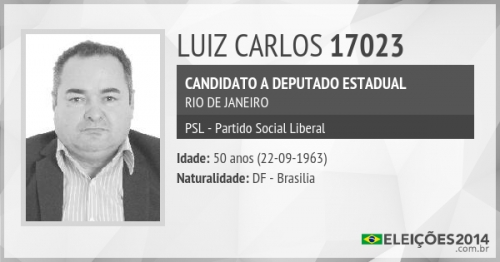 LUIZ CARLOS 17023
CANDIDATO A DEPUTADO ESTADUAL
RIO DE JANEIRO
PSL - Partido Social Liberal
Idade: 50 anos (22-09-1963)
Naturalidade: DF - Brasilia
ELEIÇÕES2014
.com.br